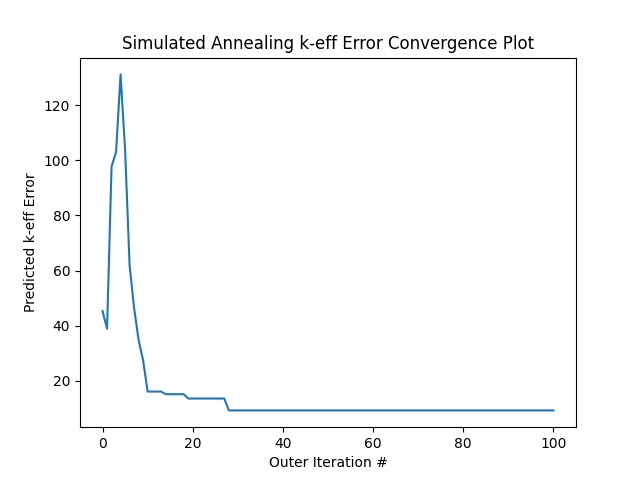 Simulated Annealing k-eff Error Convergence Plot
Predicted k-eff Error
120
100
80
60
40
20
0 20 40 60 80 100
Outer Iteration #